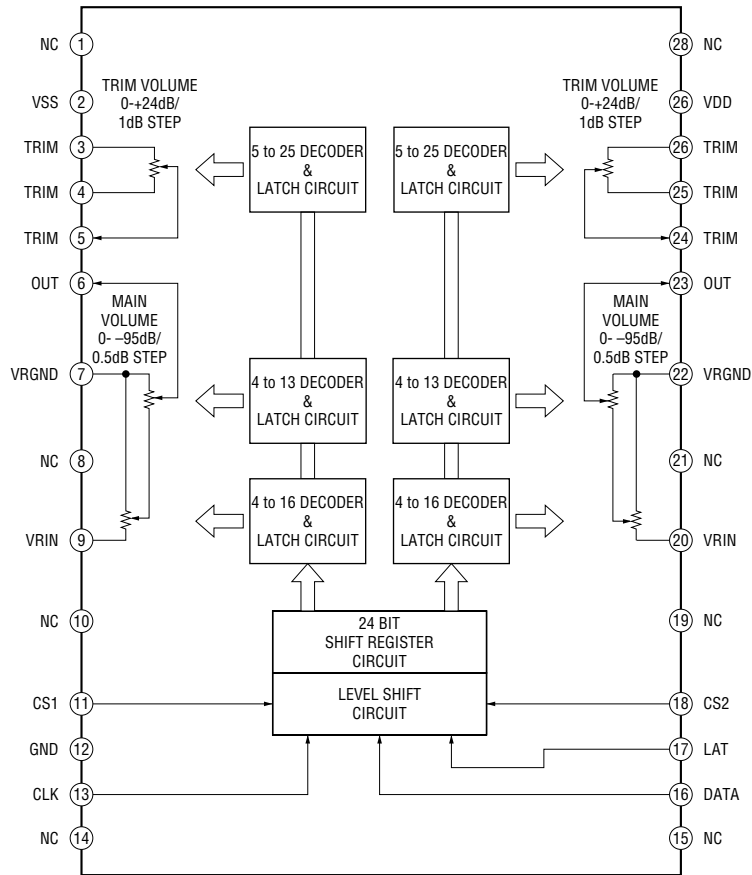 NC 1
28 NC
TRIM VOLUME
0-+24dB/
1dB STEP
TRIM VOLUME
0-+24dB/
1dB STEP
VSS 2
26 VDD
TRIM 3
26 TRIM
5 to 25 DECODER
&
LATCH CIRCUIT
5 to 25 DECODER
&
LATCH CIRCUIT
TRIM 4
25 TRIM
TRIM 5
24 TRIM
OUT 6
23 OUT
MAIN
VOLUME
0- –95dB/
0.5dB STEP
MAIN
VOLUME
0- –95dB/
0.5dB STEP
VRGND 7
22 VRGND
4 to 13 DECODER
&
LATCH CIRCUIT
4 to 13 DECODER
&
LATCH CIRCUIT
NC 8
21 NC
4 to 16 DECODER
&
LATCH CIRCUIT
4 to 16 DECODER
&
LATCH CIRCUIT
VRIN 9
20 VRIN
NC 10
19 NC
24 BIT
SHIFT REGISTER
CIRCUIT
CS1 11
18 CS2
LEVEL SHIFT
CIRCUIT
GND 12
17 LAT
CLK 13
16 DATA
NC 14
15 NC